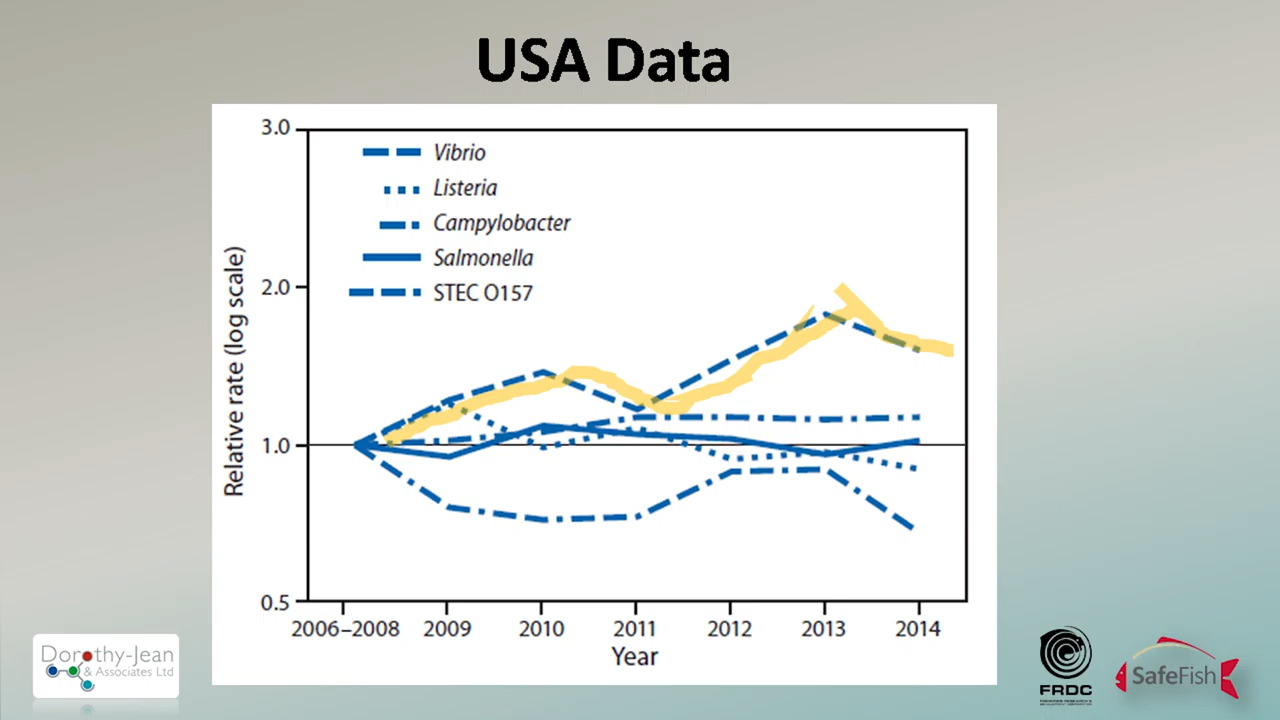 USA Data
3.0
2.0
1.0
0.5
Relative rate (log scale)
Vibrio
Listeria
Campylobacter
Salmonella
STEC O157
2006–2008 2009 2010 2011 2012 2013 2014
Year
Dorothy-Jean
& Associates Ltd
FRDC
SafeFish